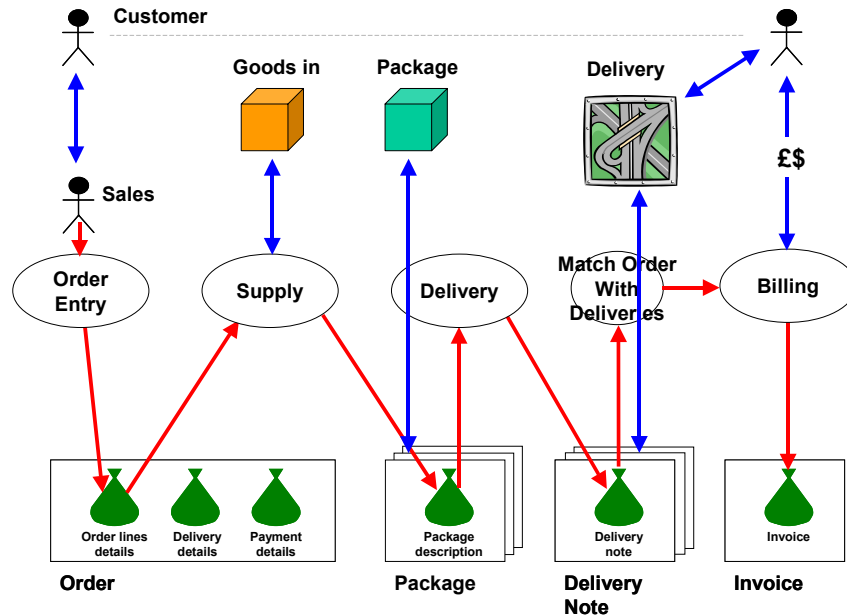 Customer
Goods in
Package
Delivery
£$
Sales
Order
Entry
Supply
Delivery
Match Order
With
Deliveries
Billing
Order lines
details
Delivery
details
Payment
details
Package
description
Delivery
note
Invoice
Order
Package
Delivery
Note
Invoice